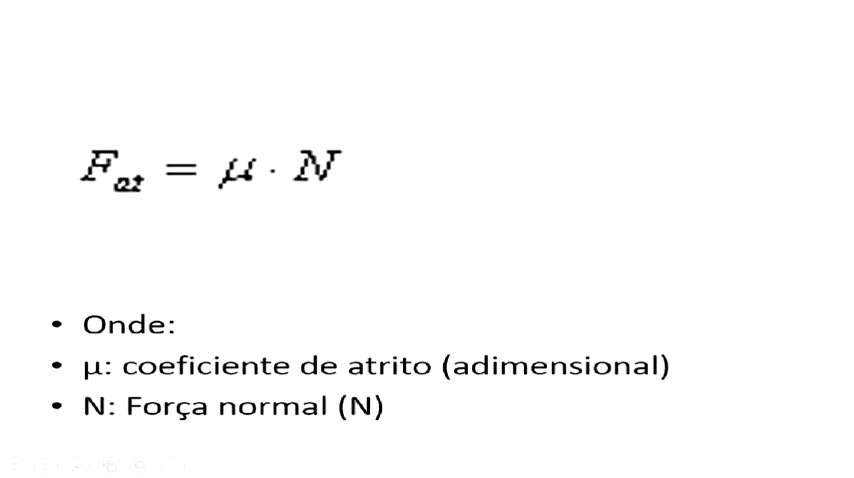 F_at = μ · N
• Onde:
• μ: coeficiente de atrito (adimensional)
• N: Força normal (N)